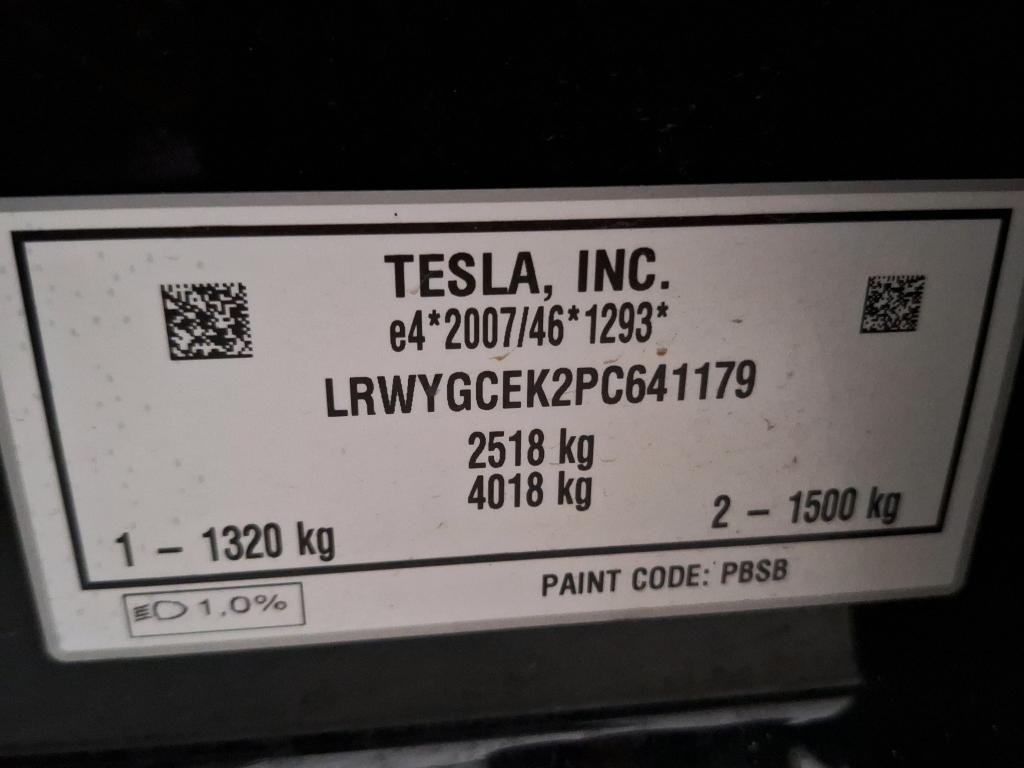 TESLA, INC.
e4*2007/46*1293*
LRWYGCEK2PC641179
2518 kg
4018 kg
1 – 1320 kg
2 – 1500 kg
1.0%
PAINT CODE: PBSB